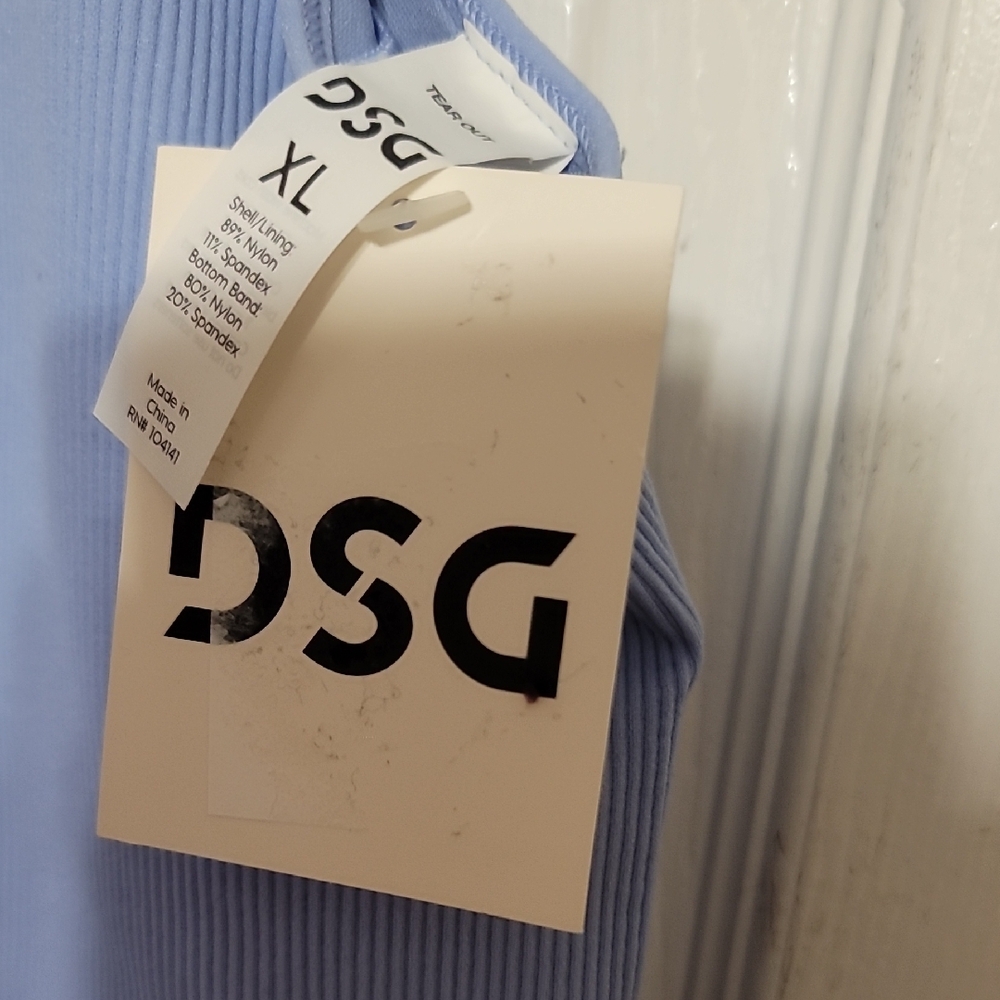 TEAR OUT
DSG
XL
Shell/Lining:
89% Nylon
11% Spandex
Bottom Band:
80% Nylon
20% Spandex
Made in
China
RN# 104141
DSG